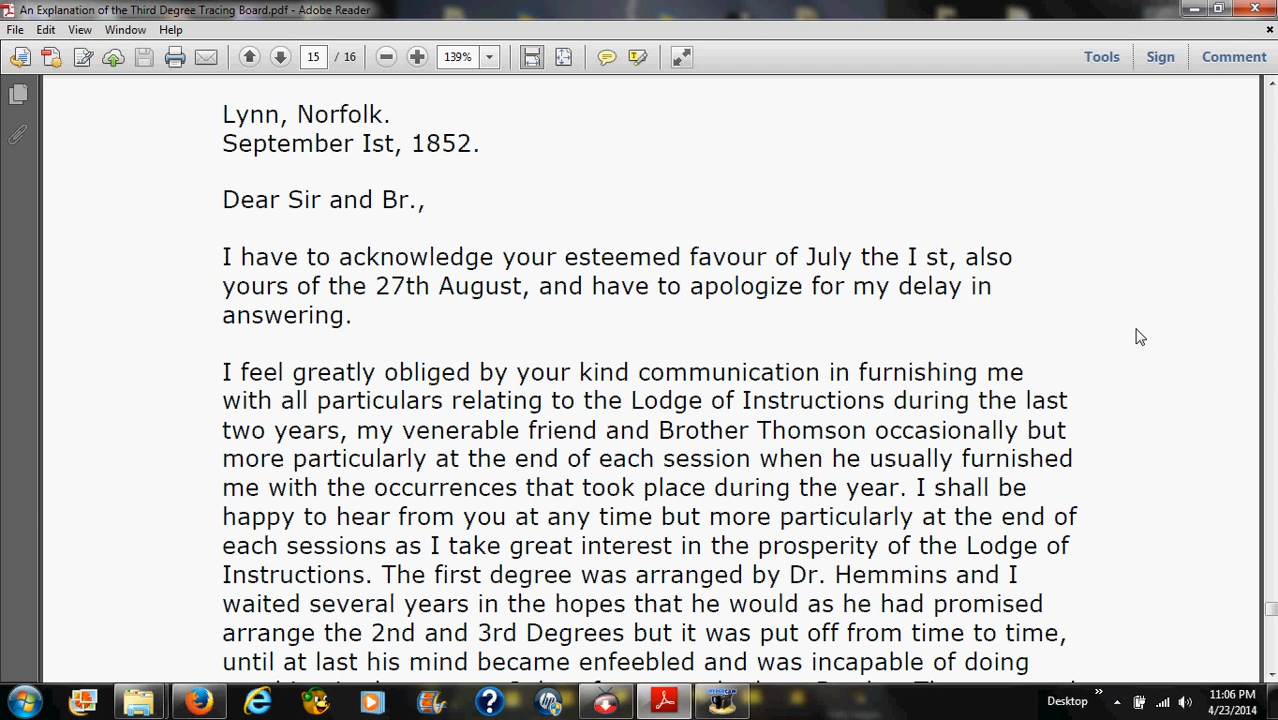 An Explanation of the Third Degree Tracing Board.pdf - Adobe Reader
File Edit View Window Help
15 / 16 139% Tools Sign Comment
Lynn, Norfolk.
September Ist, 1852.
Dear Sir and Br.,
I have to acknowledge your esteemed favour of July the I st, also
yours of the 27th August, and have to apologize for my delay in
answering.
I feel greatly obliged by your kind communication in furnishing me
with all particulars relating to the Lodge of Instructions during the last
two years, my venerable friend and Brother Thomson occasionally but
more particularly at the end of each session when he usually furnished
me with the occurrences that took place during the year. I shall be
happy to hear from you at any time but more particularly at the end of
each sessions as I take great interest in the prosperity of the Lodge of
Instructions. The first degree was arranged by Dr. Hemmins and I
waited several years in the hopes that he would as he had promised
arrange the 2nd and 3rd Degrees but it was put off from time to time,
until at last his mind became enfeebled and was incapable of doing
Desktop 11:06 PM
4/23/2014